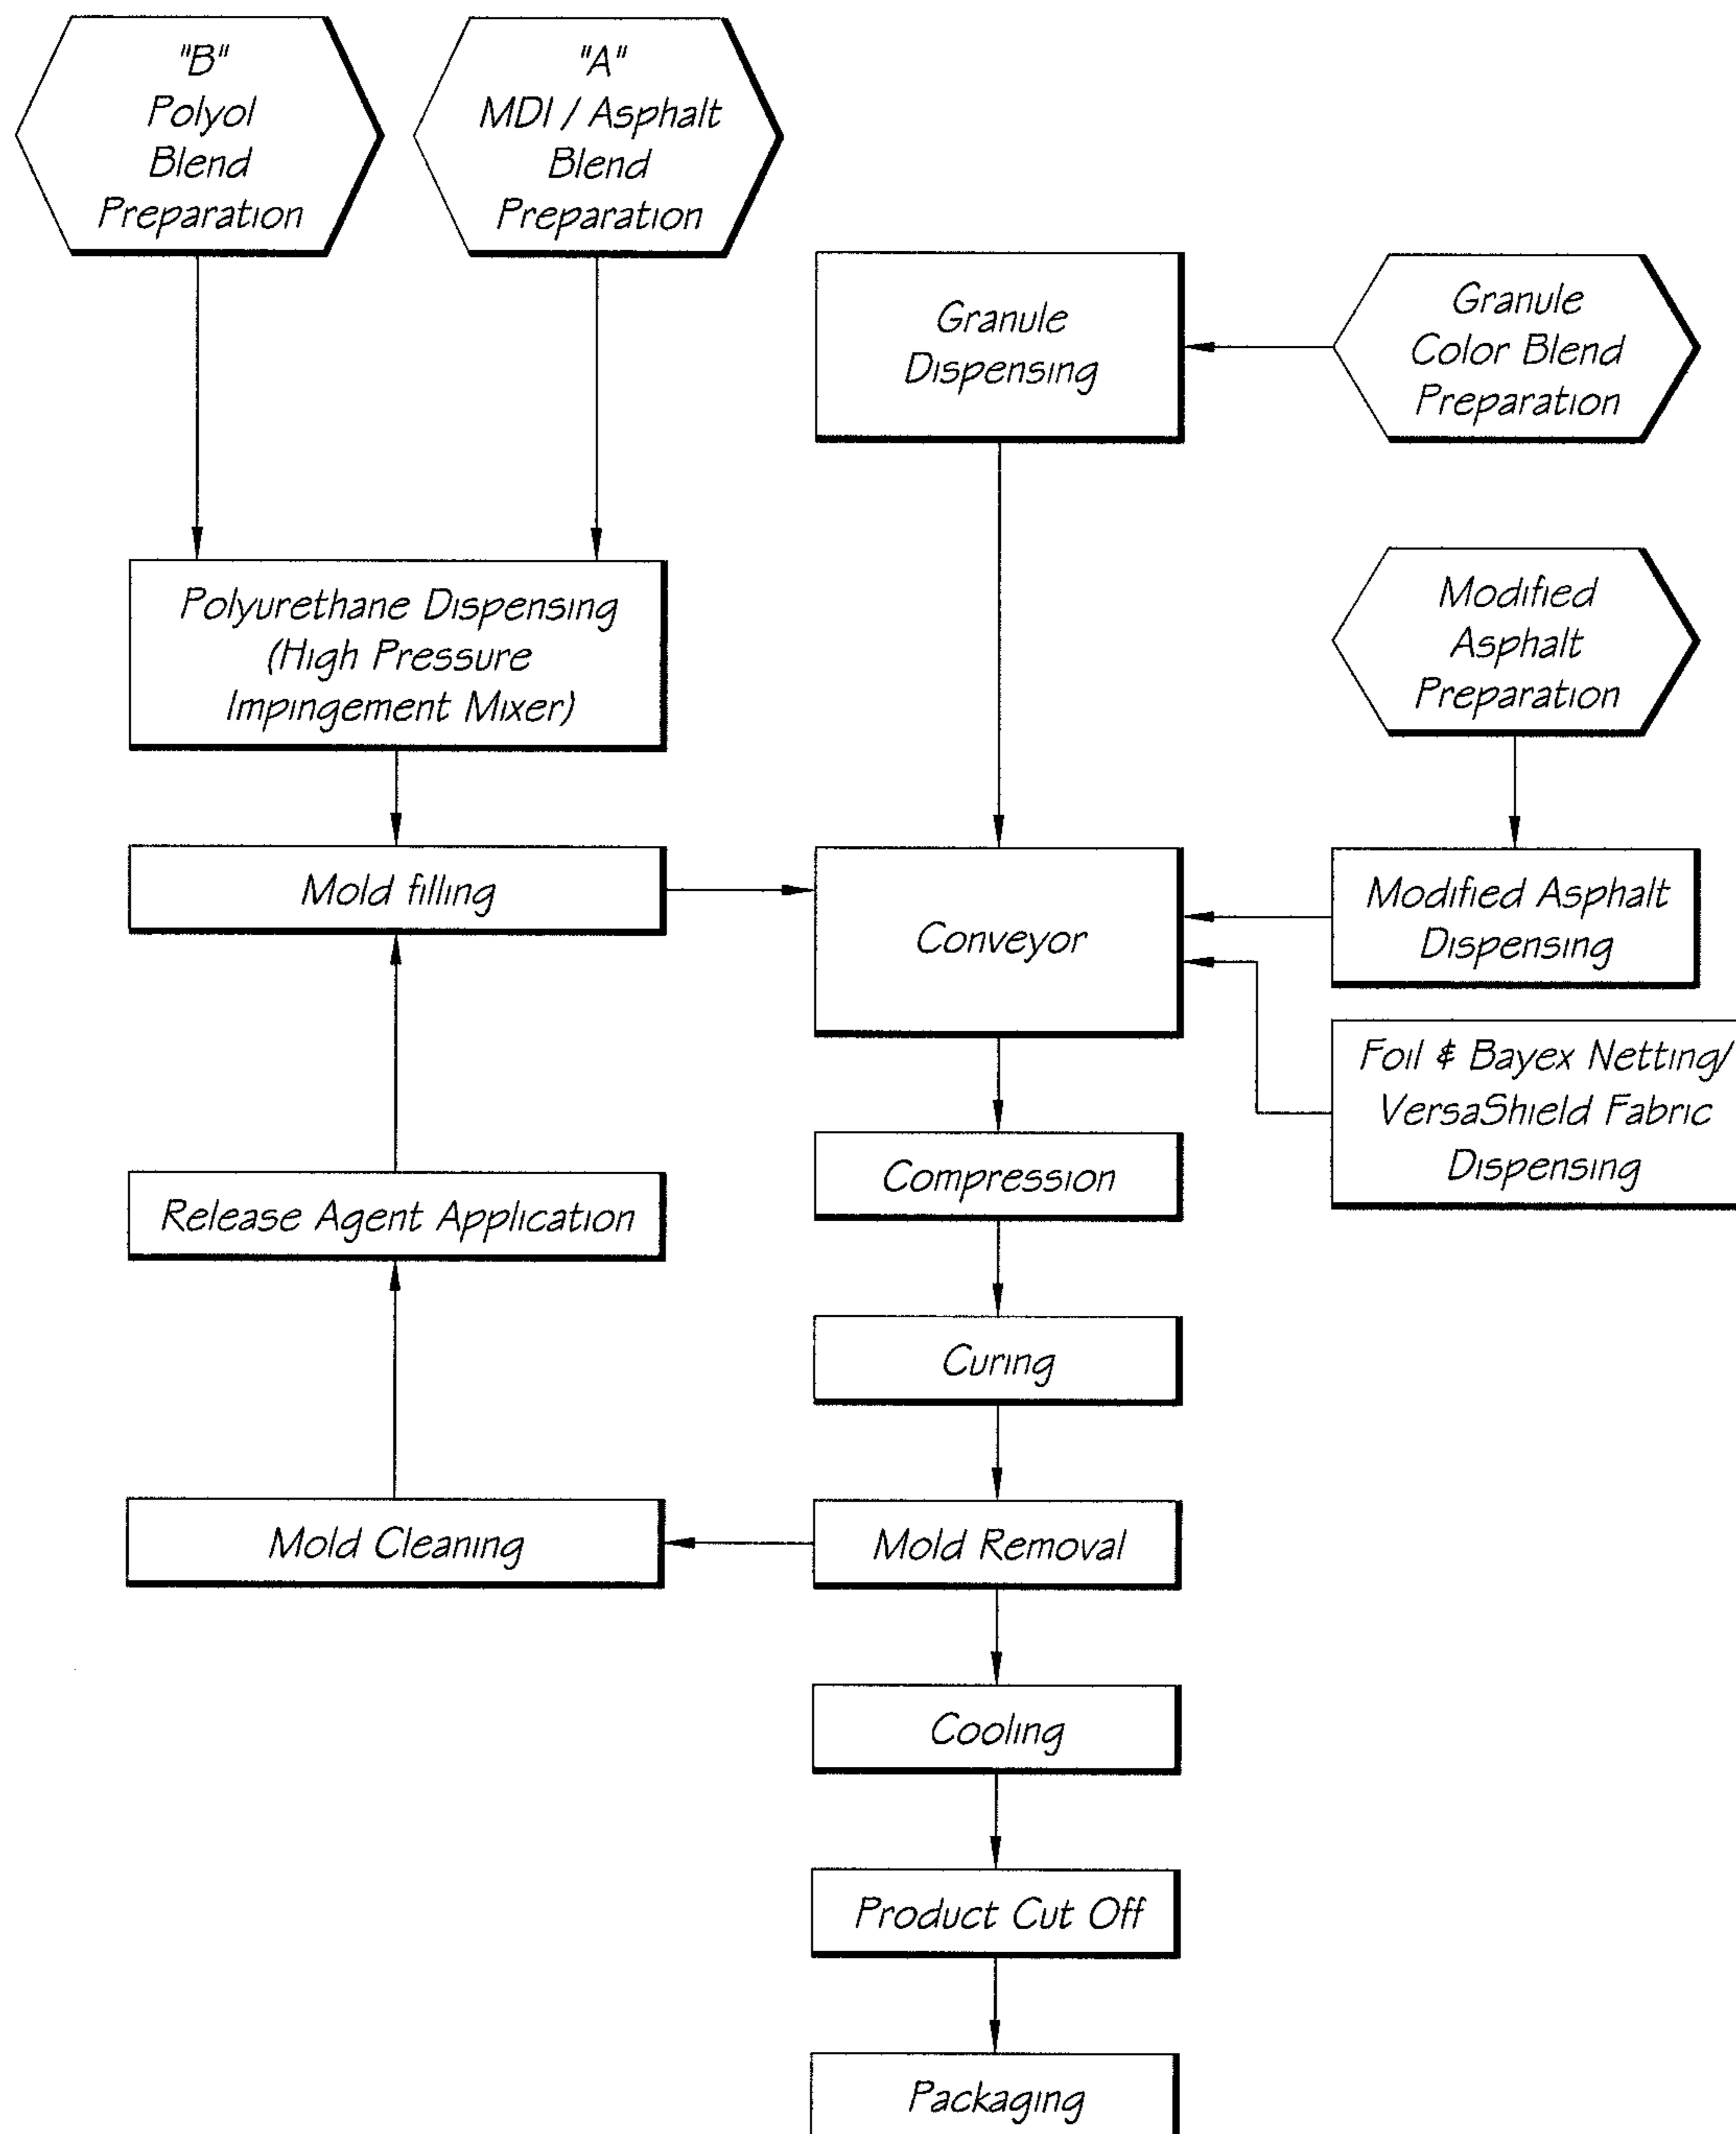 "B"
Polyol
Blend
Preparation
"A"
MDI / Asphalt
Blend
Preparation
Granule
Dispensing
Granule
Color Blend
Preparation
Polyurethane Dispensing
(High Pressure
Impingement Mixer)
Modified
Asphalt
Preparation
Mold filling
Conveyor
Modified Asphalt
Dispensing
Foil & Bayex Netting/
VersaShield Fabric
Dispensing
Compression
Release Agent Application
Curing
Mold Cleaning
Mold Removal
Cooling
Product Cut Off
Packaging